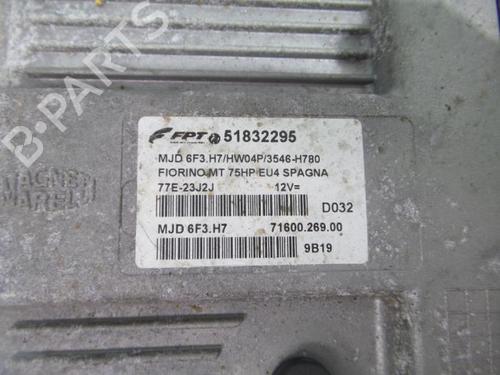 FPT 51832295
MJD 6F3.H7/HW04P/3546-H780
FIORINO MT 75HP EU4 SPAGNA
77E-23J2J 12V=
D032
MJD 6F3.H7 71600.269.00
9B19
MAGNETI
MARELLI
B-PARTS